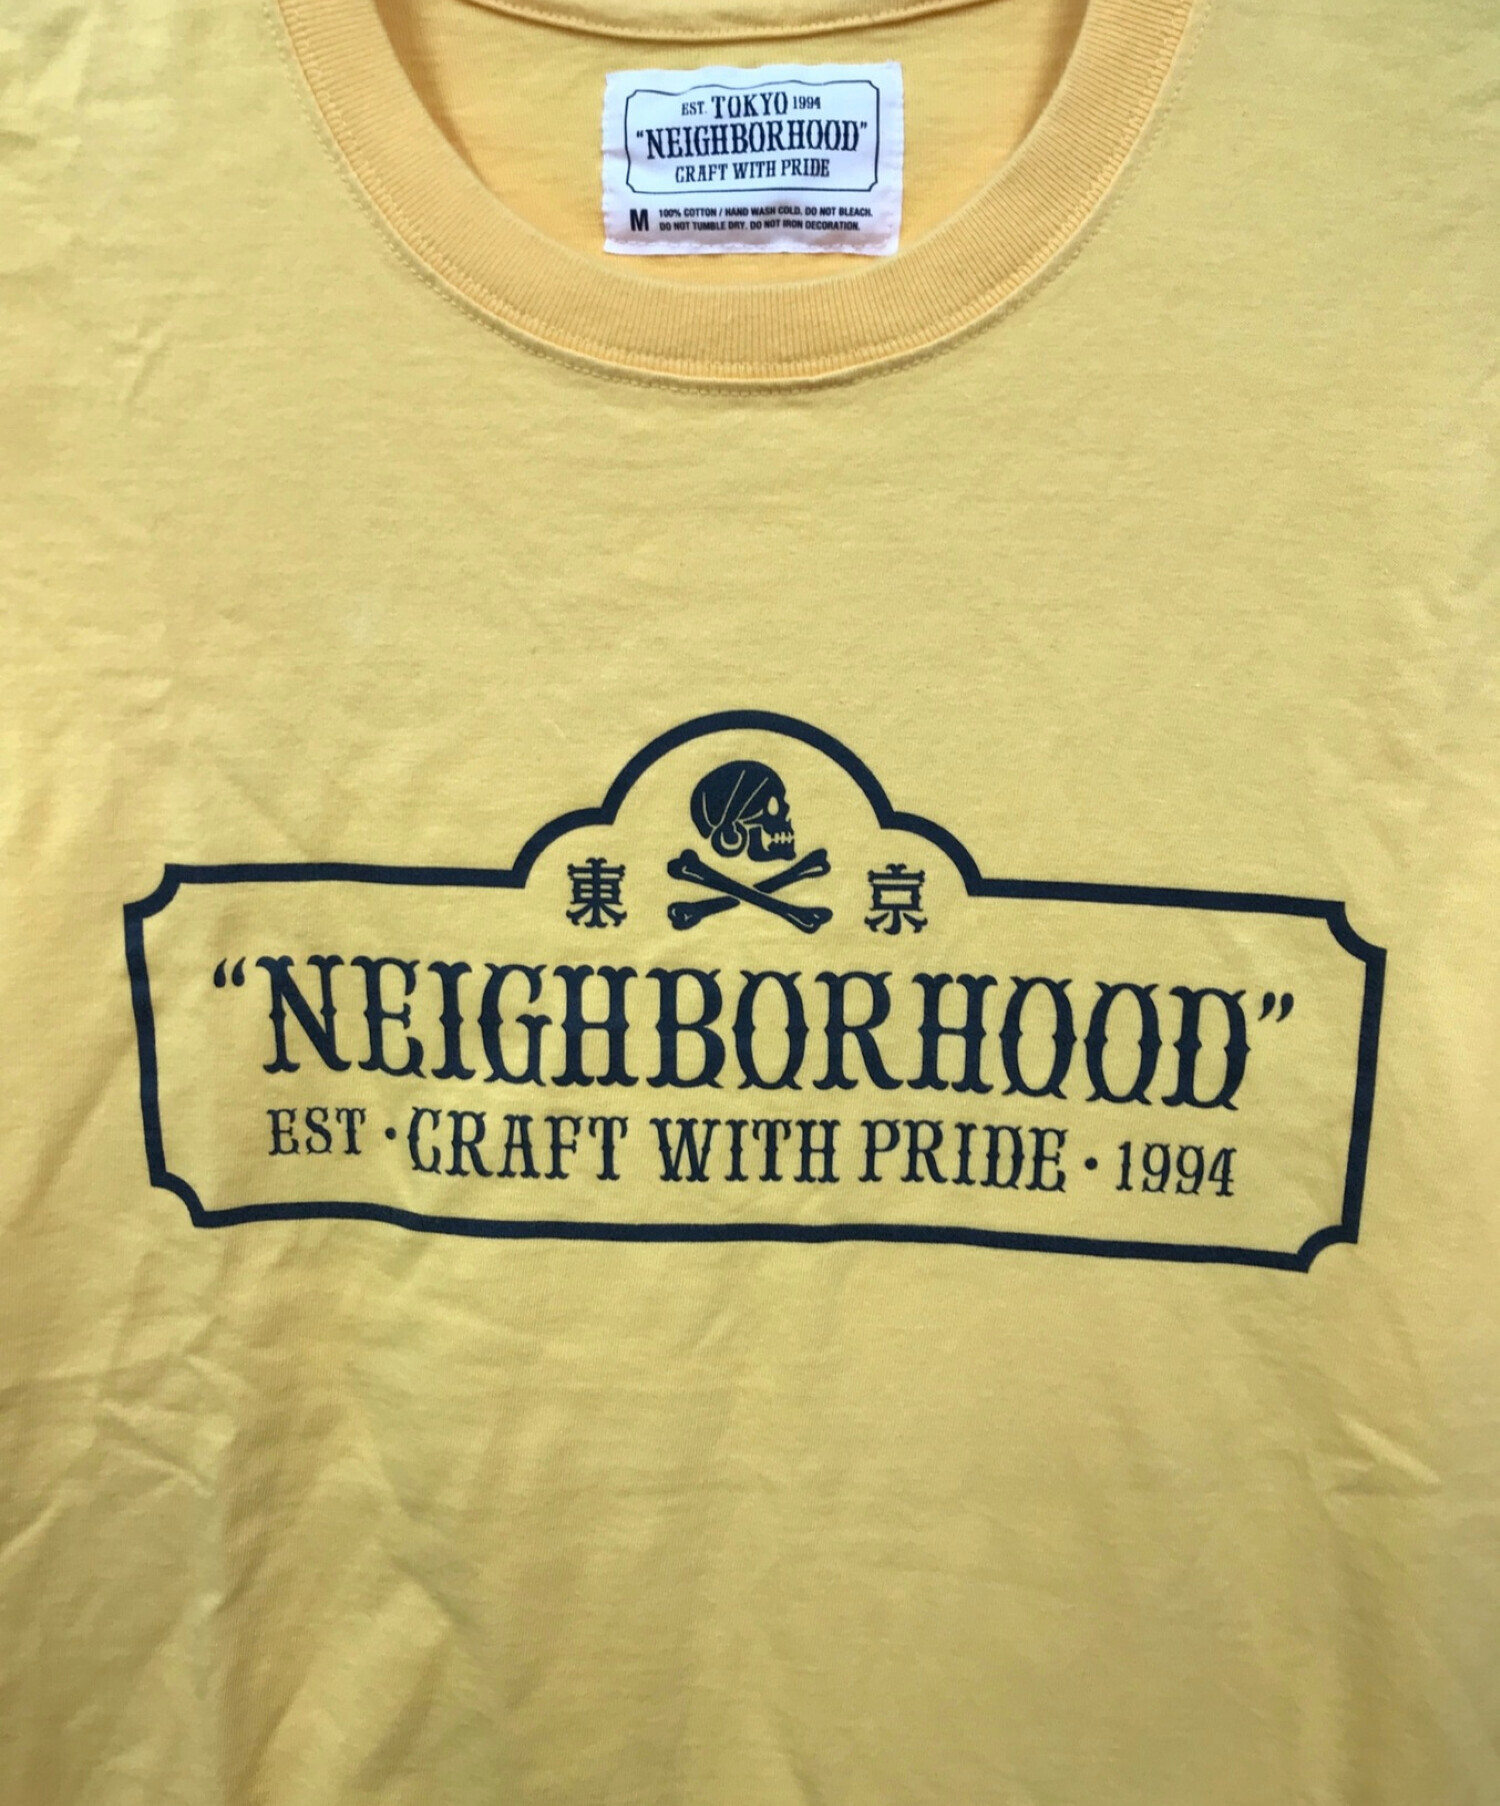 EST. TOKYO 1994
"NEIGHBORHOOD"
CRAFT WITH PRIDE
M 100% COTTON / HAND WASH COLD. DO NOT BLEACH.
DO NOT TUMBLE DRY. DO NOT IRON DECORATION.
東 京
“NEIGHBORHOOD”
EST · CRAFT WITH PRIDE · 1994